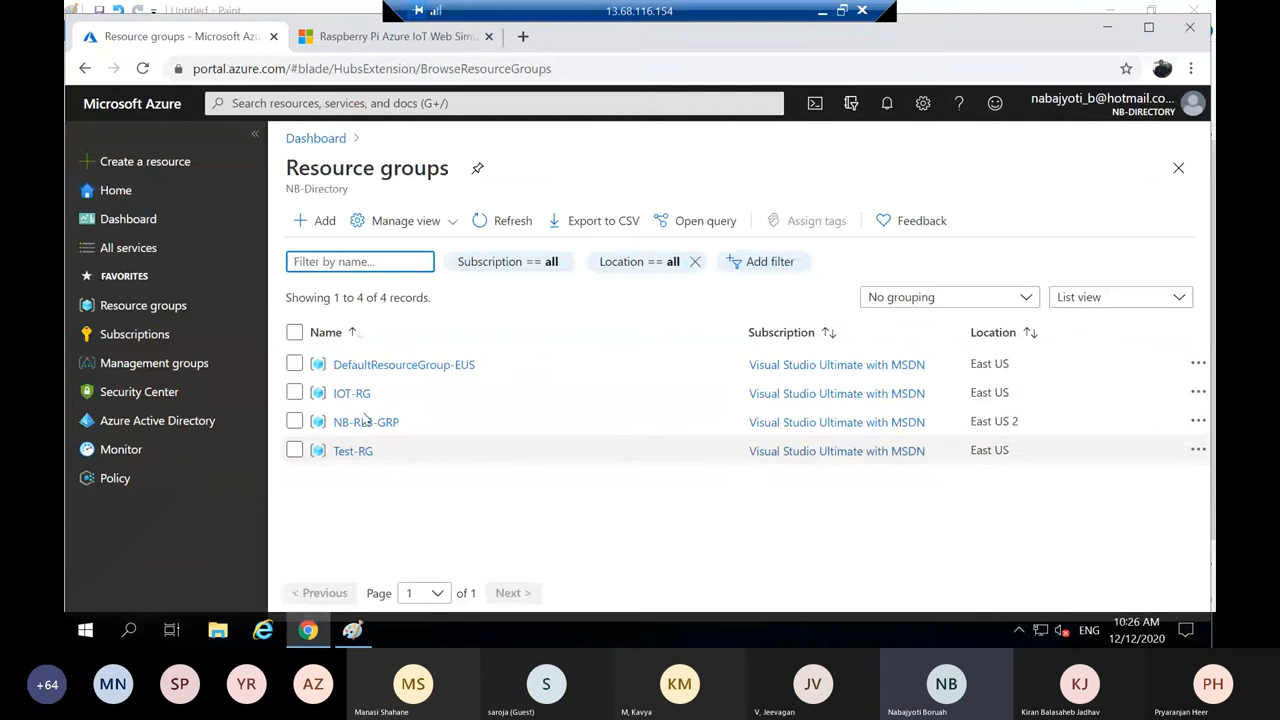 Untitled - Paint
13.68.116.154
Resource groups - Microsoft Azu
Raspberry Pi Azure IoT Web Simu
portal.azure.com/#blade/HubsExtension/BrowseResourceGroups
Microsoft Azure
Search resources, services, and docs (G+/)
nabajyoti_b@hotmail.co...
NB-DIRECTORY
Create a resource
Home
Dashboard
All services
FAVORITES
Resource groups
Subscriptions
Management groups
Security Center
Azure Active Directory
Monitor
Policy
Dashboard
Resource groups
NB-Directory
Add
Manage view
Refresh
Export to CSV
Open query
Assign tags
Feedback
Filter by name...
Subscription == all
Location == all
Add filter
Showing 1 to 4 of 4 records.
No grouping
List view
Name
Subscription
Location
DefaultResourceGroup-EUS
Visual Studio Ultimate with MSDN
East US
IOT-RG
Visual Studio Ultimate with MSDN
East US
Visual Studio Ultimate with MSDN
East US 2
Test-RG
Visual Studio Ultimate with MSDN
East US
< Previous
Page
1
of 1
Next >
ENG
10:26 AM
12/12/2020
+64
MN
SP
YR
AZ
MS
Manasi Shahane
S
saroja (Guest)
KM
M, Kavya
JV
V, Jeevagan
NB
Nabajyoti Boruah
KJ
Kiran Balasaheb Jadhav
PH
Pryaranjan Heer